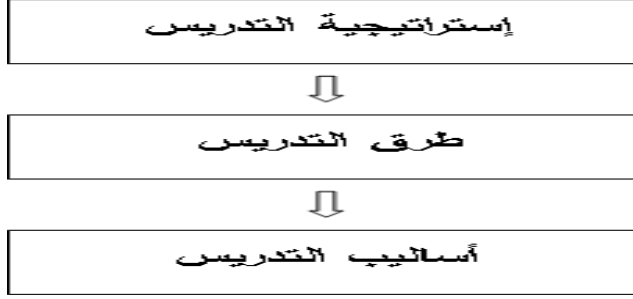 إستراتيجية التدريس
طرق التدريس
أساليب التدريس